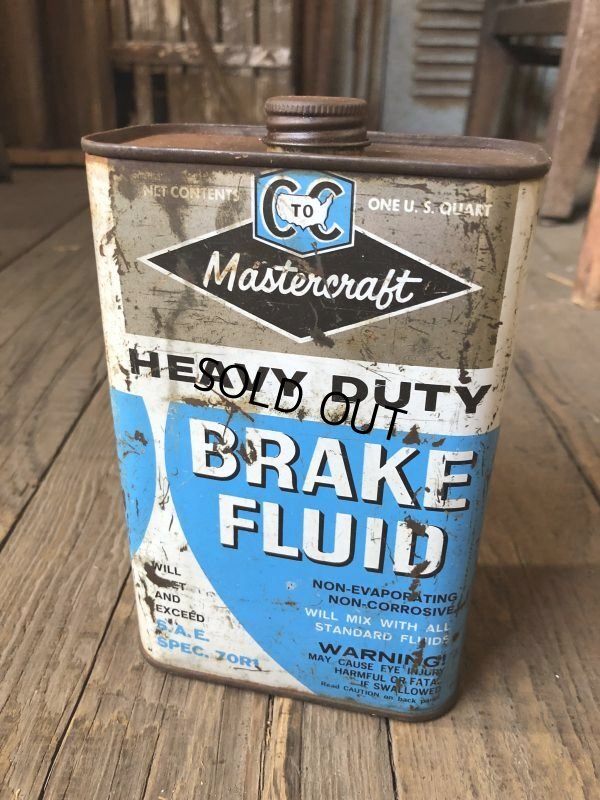 NET CONTENTS
C TO C
ONE U. S. QUART
Mastercraft
HEAVY DUTY
SOLD OUT
BRAKE
FLUID
WILL
AND
EXCEED
S.A.E
SPEC. 70R1
NON-EVAPORATING
NON-CORROSIVE
WILL MIX WITH ALL
STANDARD FLUIDS
WARNING!
MAY CAUSE EYE INJURY
HARMFUL OR FATAL
IF SWALLOWED
Read CAUTION on back panel